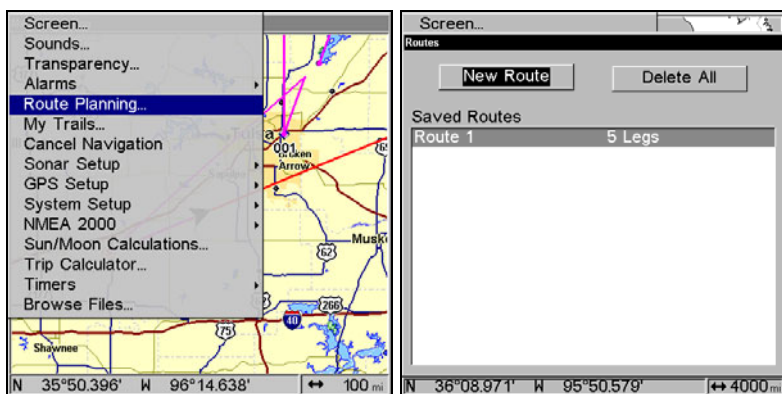 Screen...
Sounds...
Transparency...
Alarms
Route Planning...
My Trails...
Cancel Navigation
Sonar Setup
GPS Setup
System Setup
NMEA 2000
Sun/Moon Calculations...
Trip Calculator...
Timers
Browse Files...
001
Broken
Arrow
Musk
62
266
40
75
Shawnee
N 35°50.396' W 96°14.638' ↔ 100 mi
Screen...
Routes
New Route Delete All
Saved Routes
Route 1 5 Legs
N 36°08.971' W 95°50.579' ↔ 4000 mi